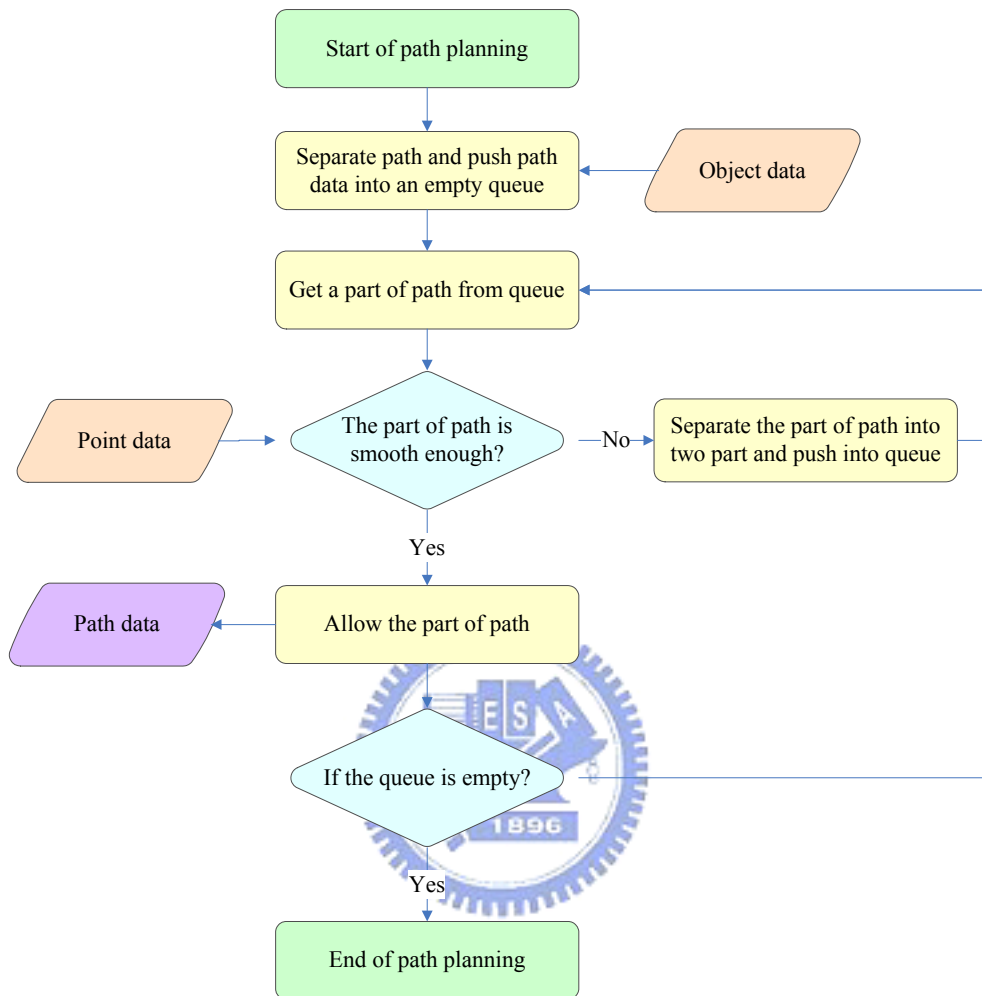 Start of path planning
Separate path and push path
data into an empty queue
Object data
Get a part of path from queue
Point data
The part of path is
smooth enough?
No
Separate the part of path into
two part and push into queue
Yes
Path data
Allow the part of path
ESA
If the queue is empty?
1896
Yes
End of path planning